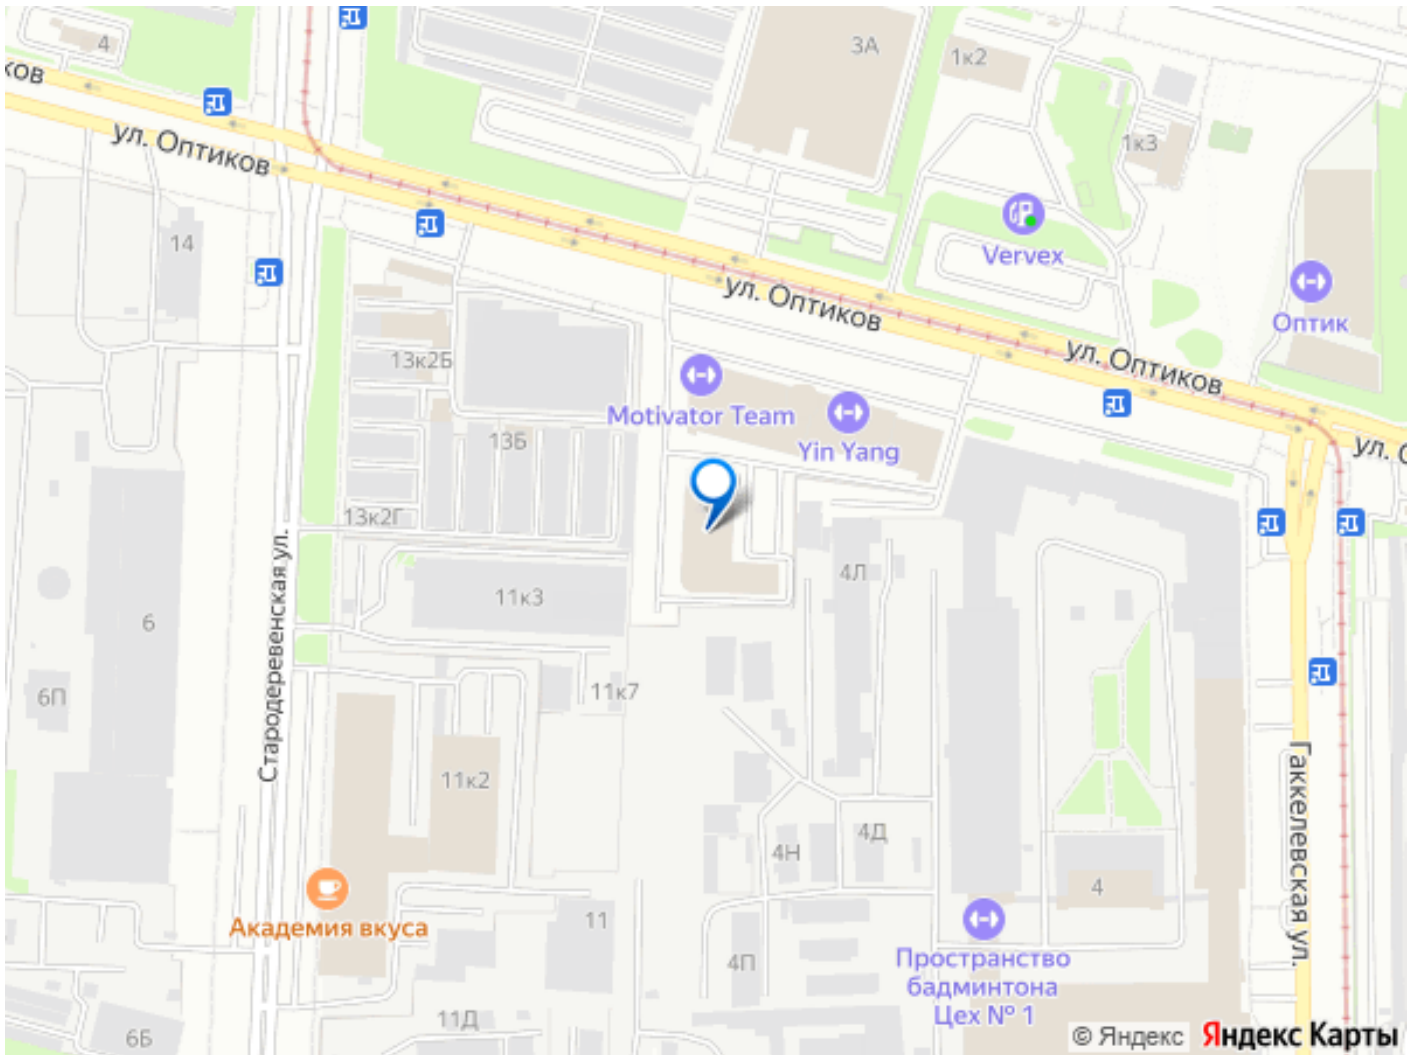 4
3А
1к2
ков
ул. Оптиков
1к3
14
Vervex
ул. Оптиков
Оптик
13к2Б
ул. Оптиков
Motivator Team
13Б
Yin Yang
ул. О
13к2Г
Стародеревенская ул.
4Л
11к3
6
6П
11к7
11к2
Гаккелевская ул.
4Д
4Н
4
Академия вкуса
11
4П
Пространство
бадминтона
Цех № 1
11Д
6Б
© Яндекс Яндекс Карты